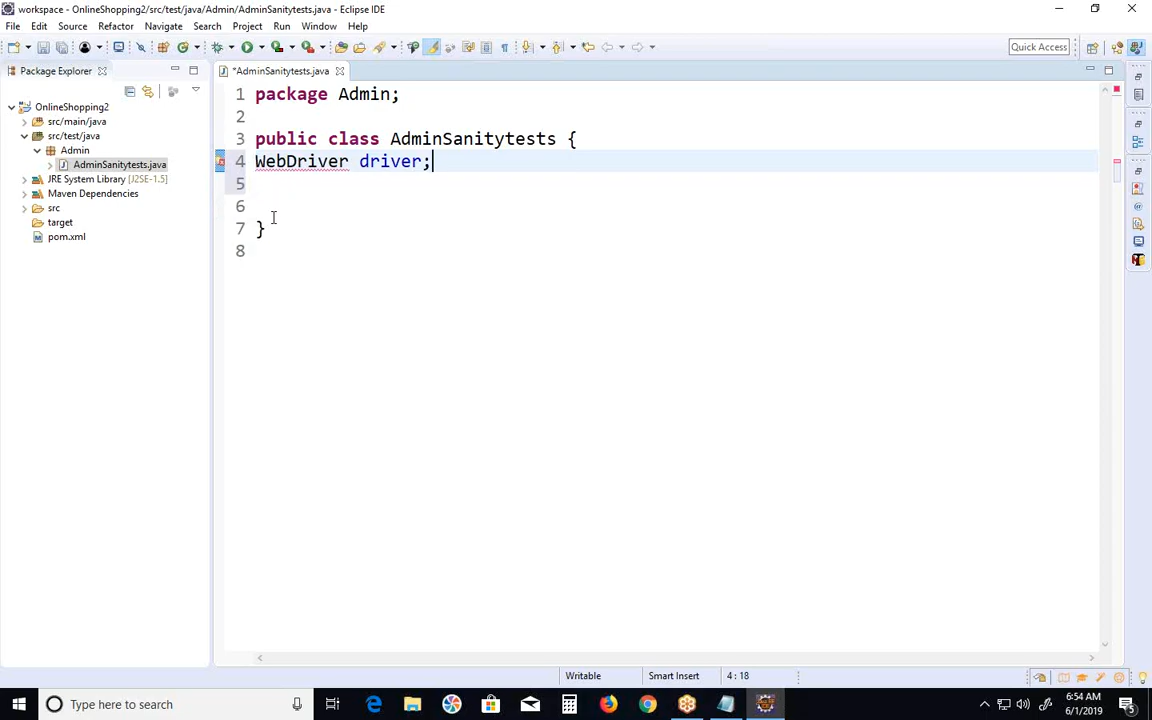 workspace - OnlineShopping2/src/test/java/Admin/AdminSanitytests.java - Eclipse IDE
File Edit Source Refactor Navigate Search Project Run Window Help
Quick Access
Package Explorer
*AdminSanitytests.java
OnlineShopping2
src/main/java
src/test/java
Admin
AdminSanitytests.java
JRE System Library [J2SE-1.5]
Maven Dependencies
src
target
pom.xml
1 package Admin;
2
3 public class AdminSanitytests {
4 WebDriver driver;
5
6
7 }
8
Writable Smart Insert 4 : 18
Type here to search
6:54 AM
6/1/2019
5